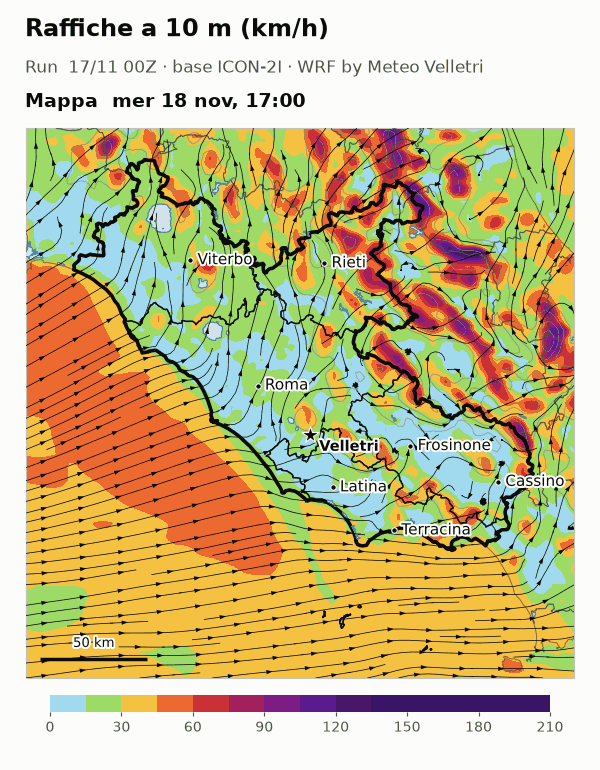 Raffiche a 10 m (km/h)
Run 17/11 00Z · base ICON-2I · WRF by Meteo Velletri
Mappa mer 18 nov, 17:00
Viterbo
Rieti
Roma
Velletri
Frosinone
Latina
Cassino
Terracina
50 km
0 30 60 90 120 150 180 210